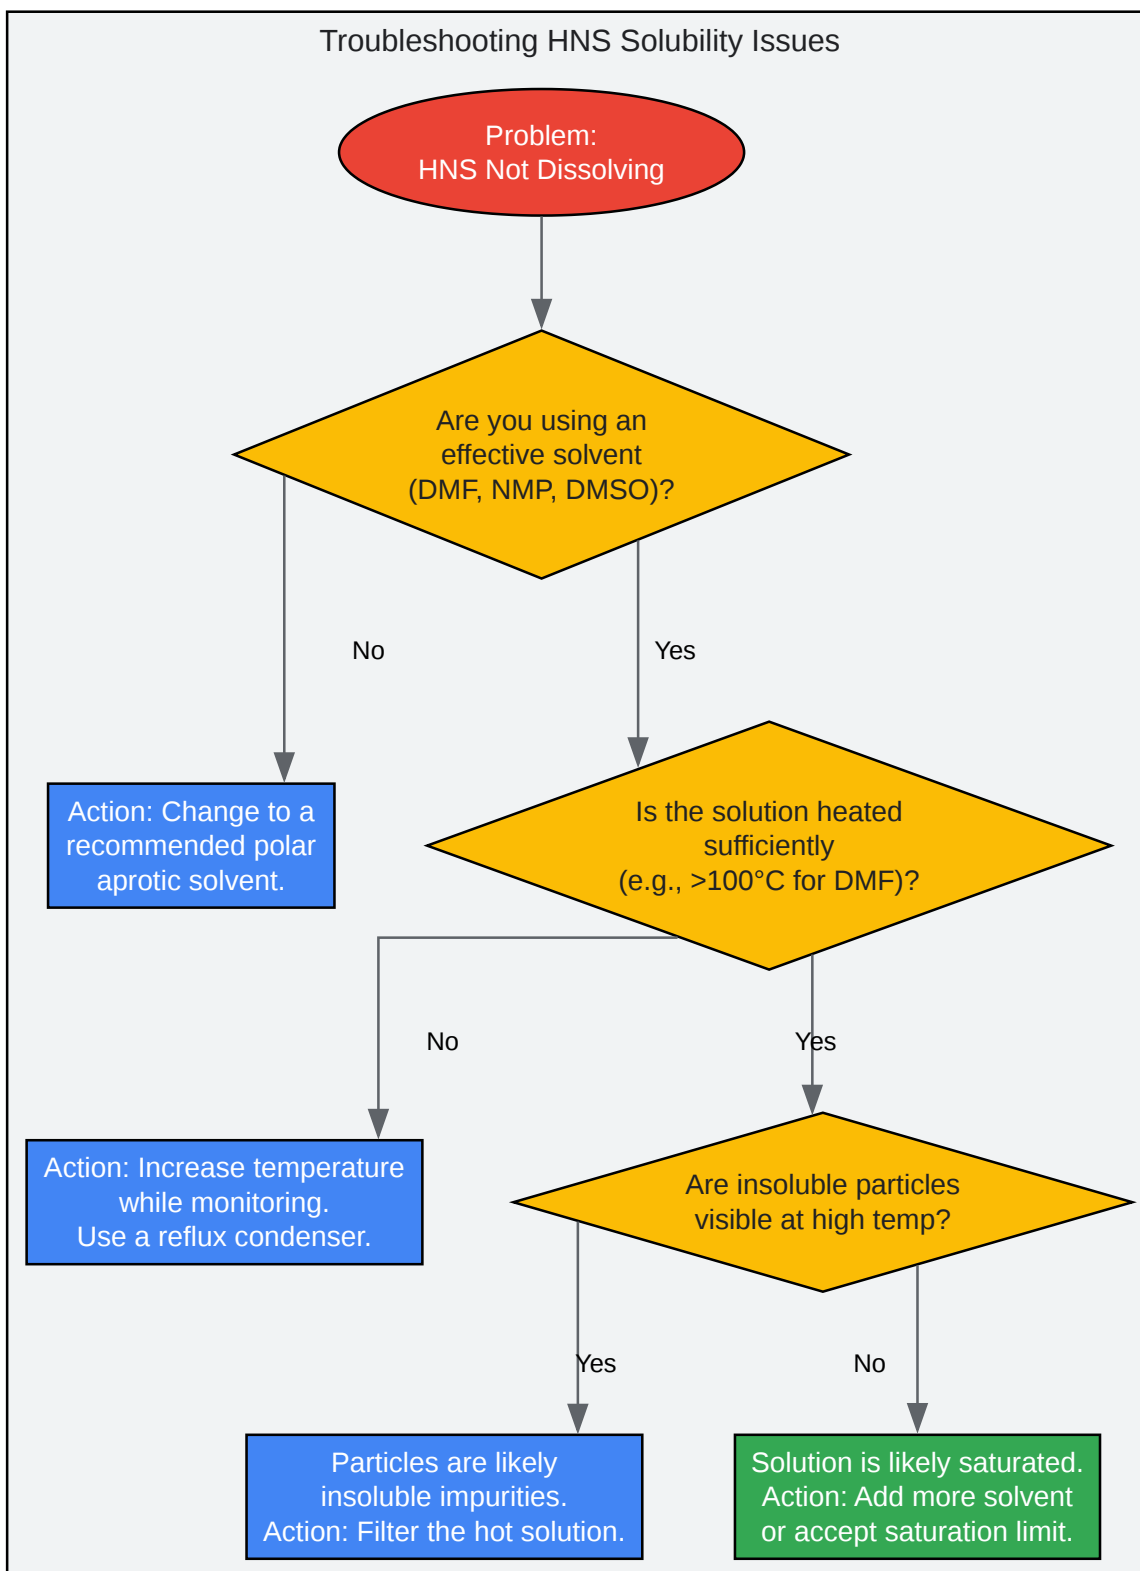 Troubleshooting HNS Solubility Issues
Problem:
HNS Not Dissolving
Are you using an
effective solvent
(DMF, NMP, DMSO)?
No
Yes
Action: Change to a
recommended polar
aprotic solvent.
Is the solution heated
sufficiently
(e.g., >100°C for DMF)?
No
Yes
Action: Increase temperature
while monitoring.
Use a reflux condenser.
Are insoluble particles
visible at high temp?
Yes
No
Particles are likely
insoluble impurities.
Action: Filter the hot solution.
Solution is likely saturated.
Action: Add more solvent
or accept saturation limit.